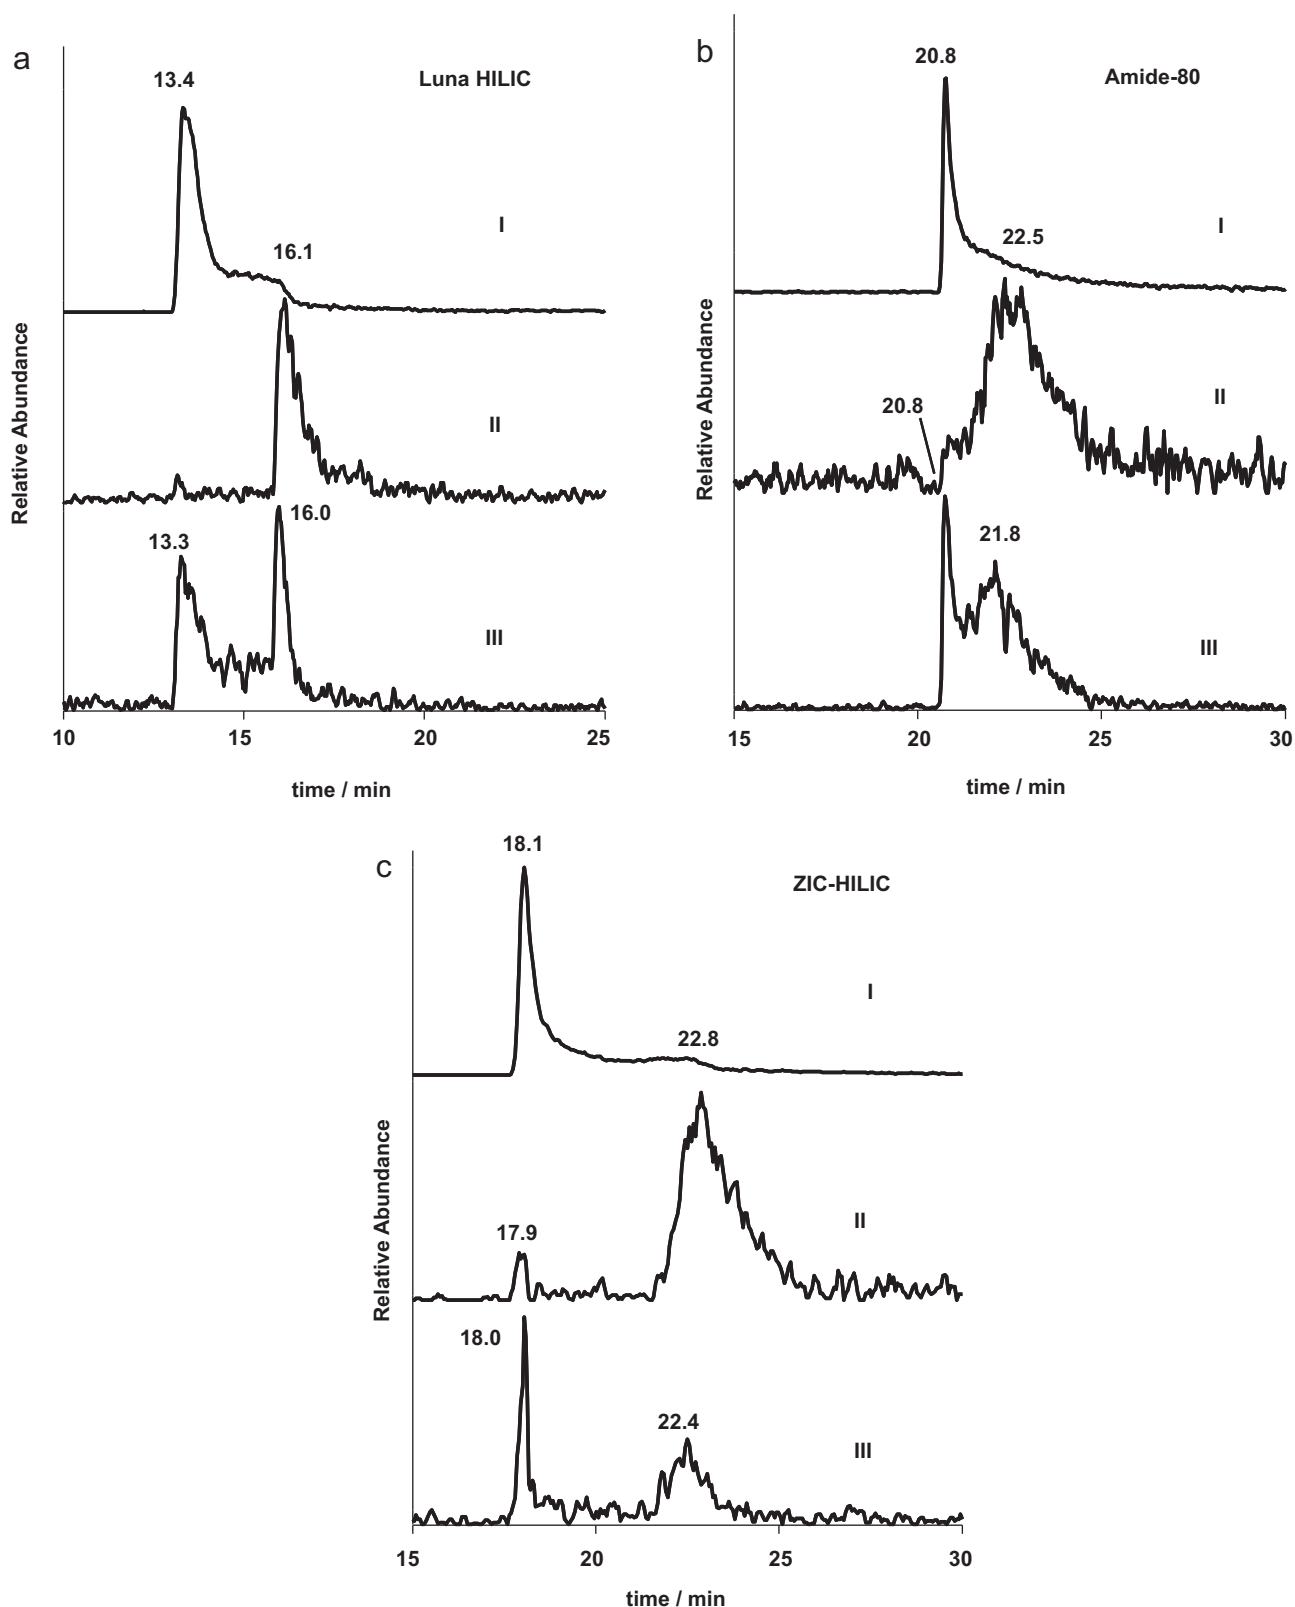 a
Luna HILIC
13.4
I
16.1
II
16.0
13.3
III
Relative Abundance
10 15 20 25
time / min
b
Amide-80
20.8
I
22.5
II
20.8
21.8
III
Relative Abundance
15 20 25 30
time / min
c
ZIC-HILIC
18.1
I
22.8
II
17.9
18.0
22.4
III
Relative Abundance
15 20 25 30
time / min